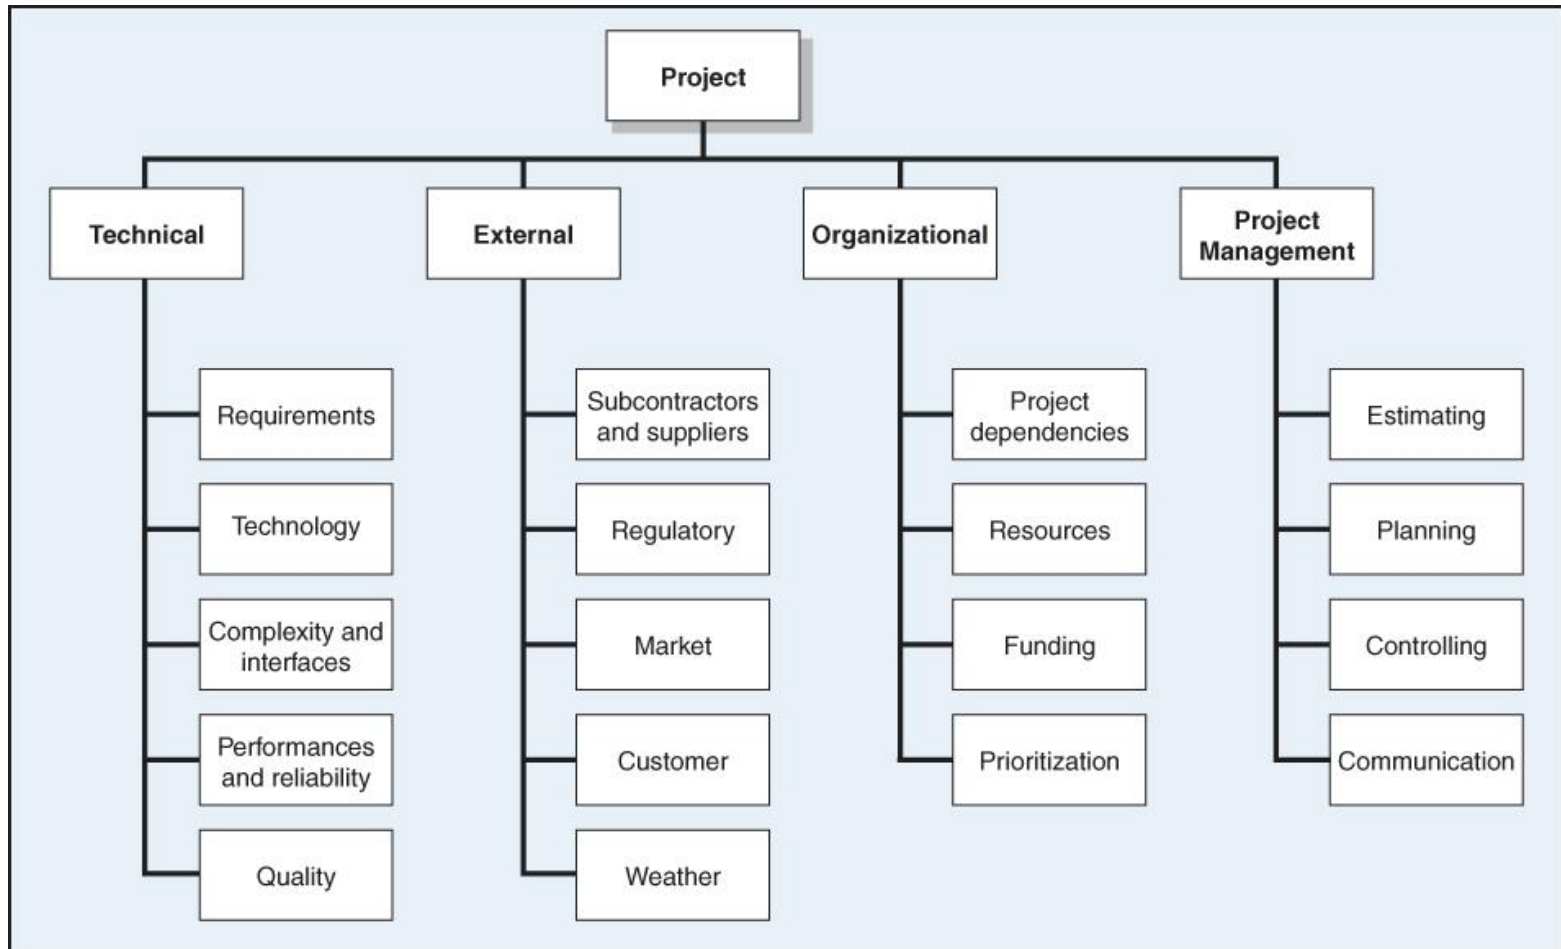 Project
Technical
External
Organizational
Project
Management
Requirements
Technology
Complexity and
interfaces
Performances
and reliability
Quality
Subcontractors
and suppliers
Regulatory
Market
Customer
Weather
Project
dependencies
Resources
Funding
Prioritization
Estimating
Planning
Controlling
Communication